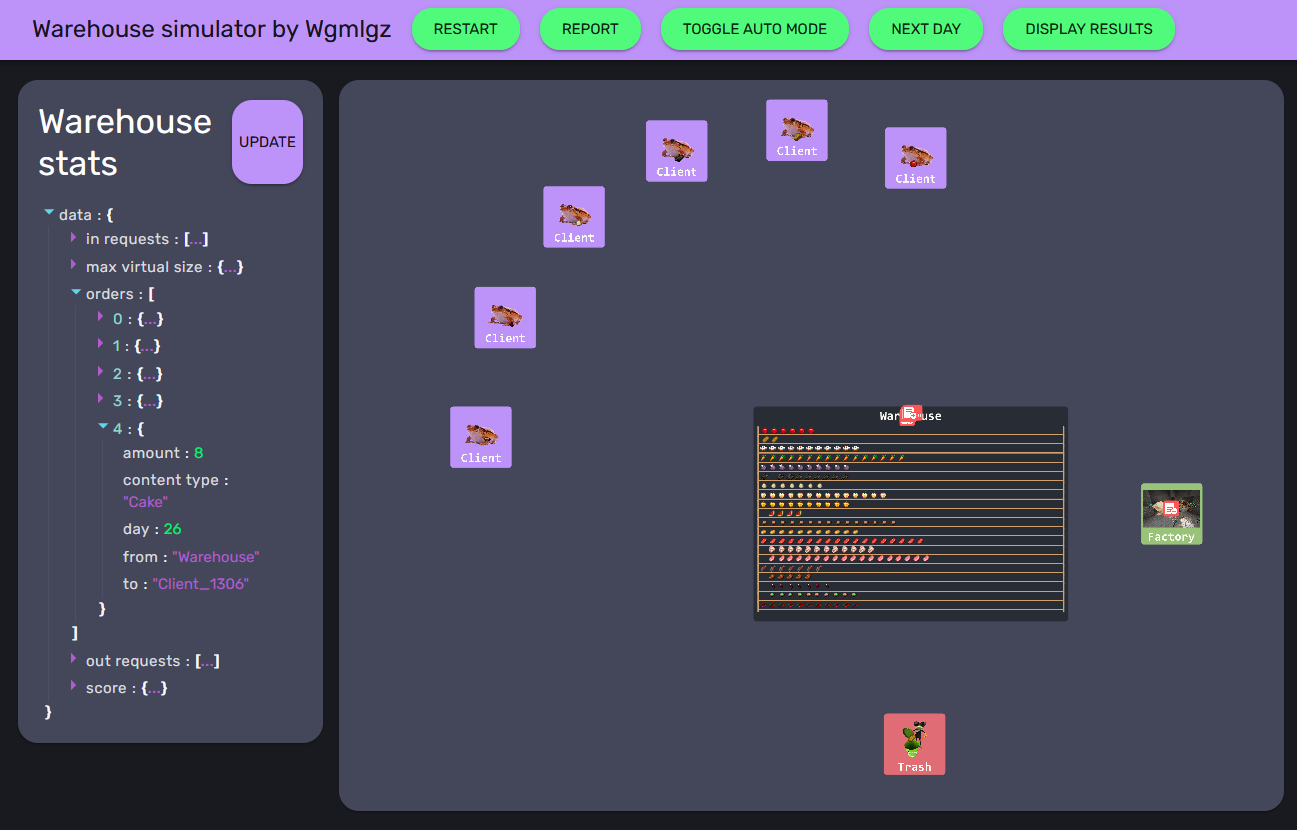 Warehouse simulator by Wgmlgz
RESTART
REPORT
TOGGLE AUTO MODE
NEXT DAY
DISPLAY RESULTS
Warehouse
stats
UPDATE
data : {
in requests : [...]
max virtual size : {...}
orders : [
0 : {...}
1 : {...}
2 : {...}
3 : {...}
4 : {
amount : 8
content type :
"Cake"
day : 26
from : "Warehouse"
to : "Client_1306"
}
]
out requests : [...]
score : {...}
}
Client
Client
Client
Client
Client
Client
Warehouse
Factory
Trash